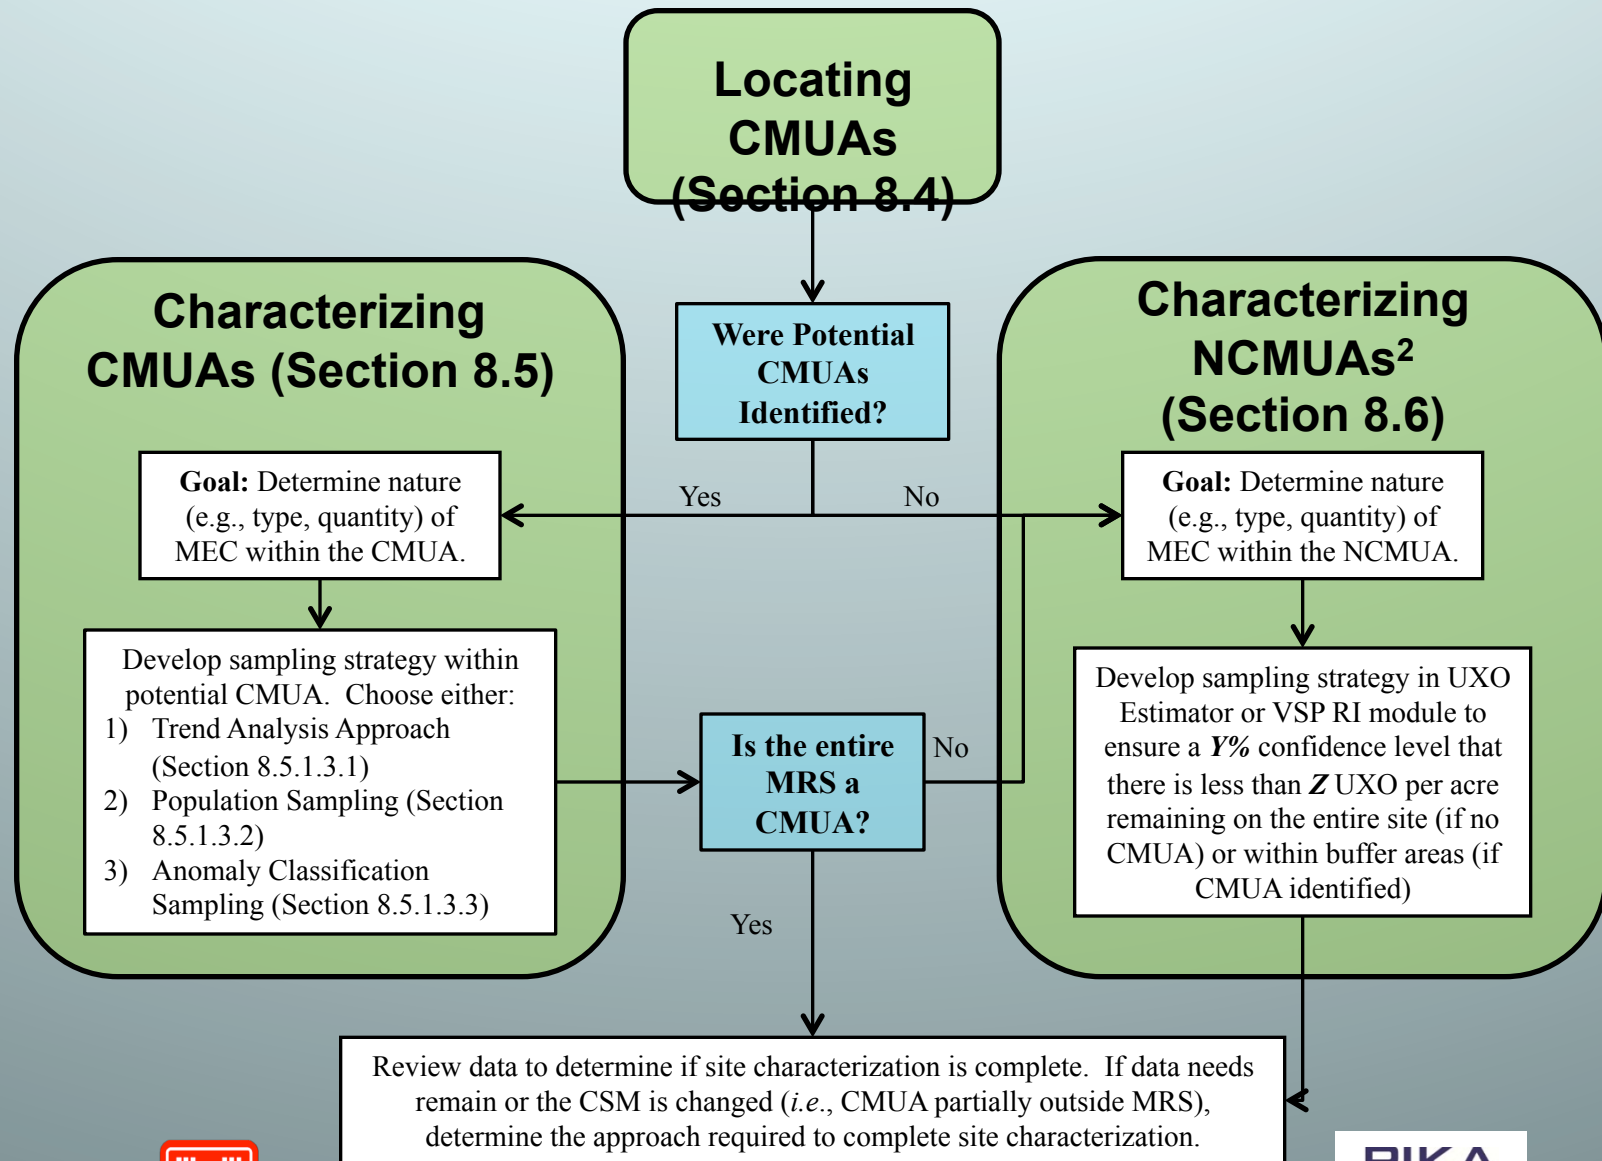 Locating
CMUAs
(Section 8.4)
Characterizing
CMUAs (Section 8.5)
Were Potential
CMUAs
Identified?
Characterizing
NCMUAs²
(Section 8.6)
Yes
No
Goal: Determine nature
(e.g., type, quantity) of
MEC within the CMUA.
Goal: Determine nature
(e.g., type, quantity) of
MEC within the NCMUA.
Develop sampling strategy within
potential CMUA. Choose either:
1) Trend Analysis Approach
(Section 8.5.1.3.1)
2) Population Sampling (Section
8.5.1.3.2)
3) Anomaly Classification
Sampling (Section 8.5.1.3.3)
Is the entire
MRS a
CMUA?
No
Yes
Develop sampling strategy in UXO
Estimator or VSP RI module to
ensure a Y% confidence level that
there is less than Z UXO per acre
remaining on the entire site (if no
CMUA) or within buffer areas (if
CMUA identified)
Review data to determine if site characterization is complete. If data needs
remain or the CSM is changed (i.e., CMUA partially outside MRS),
determine the approach required to complete site characterization.